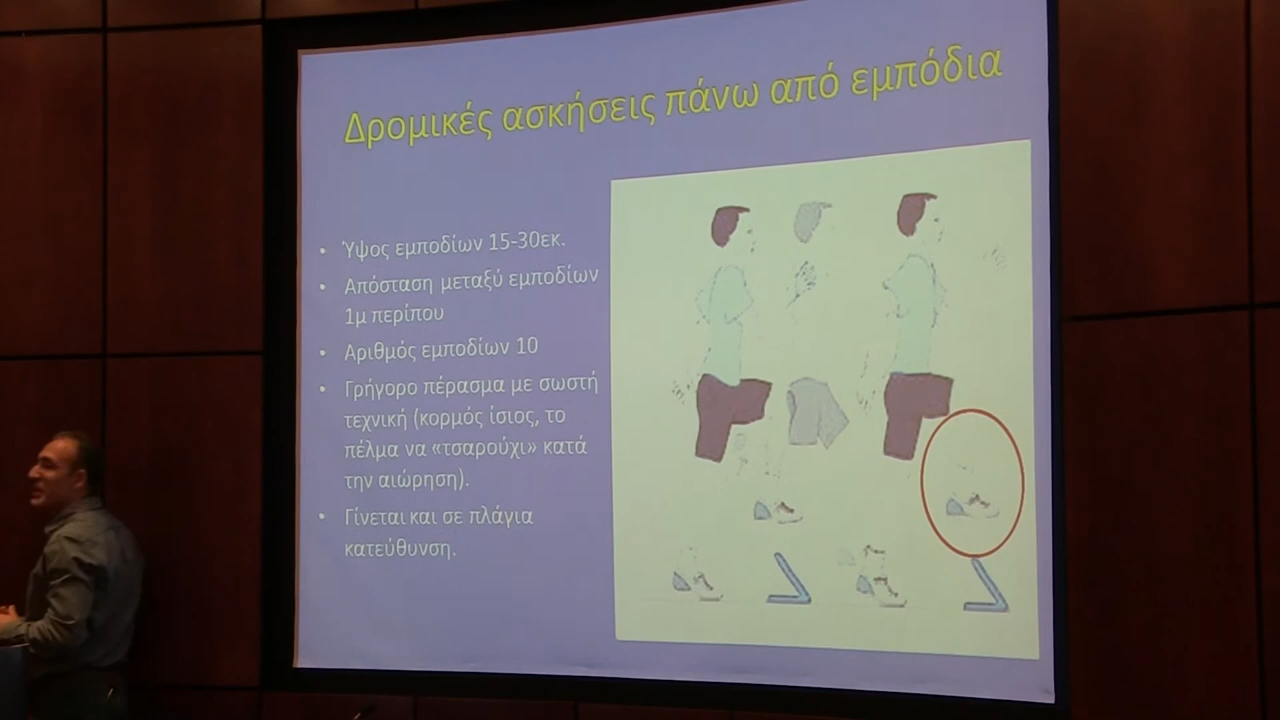 Δρομικές ασκήσεις πάνω από εμπόδια
• Ύψος εμποδίων 15-30εκ.
• Απόσταση μεταξύ εμποδίων
1μ περίπου
• Αριθμός εμποδίων 10
• Γρήγορο πέρασμα με σωστή
τεχνική (κορμός ίσιος, το
πέλμα να «τσαρούχι» κατά
την αιώρηση).
• Γίνεται και σε πλάγια
κατεύθυνση.